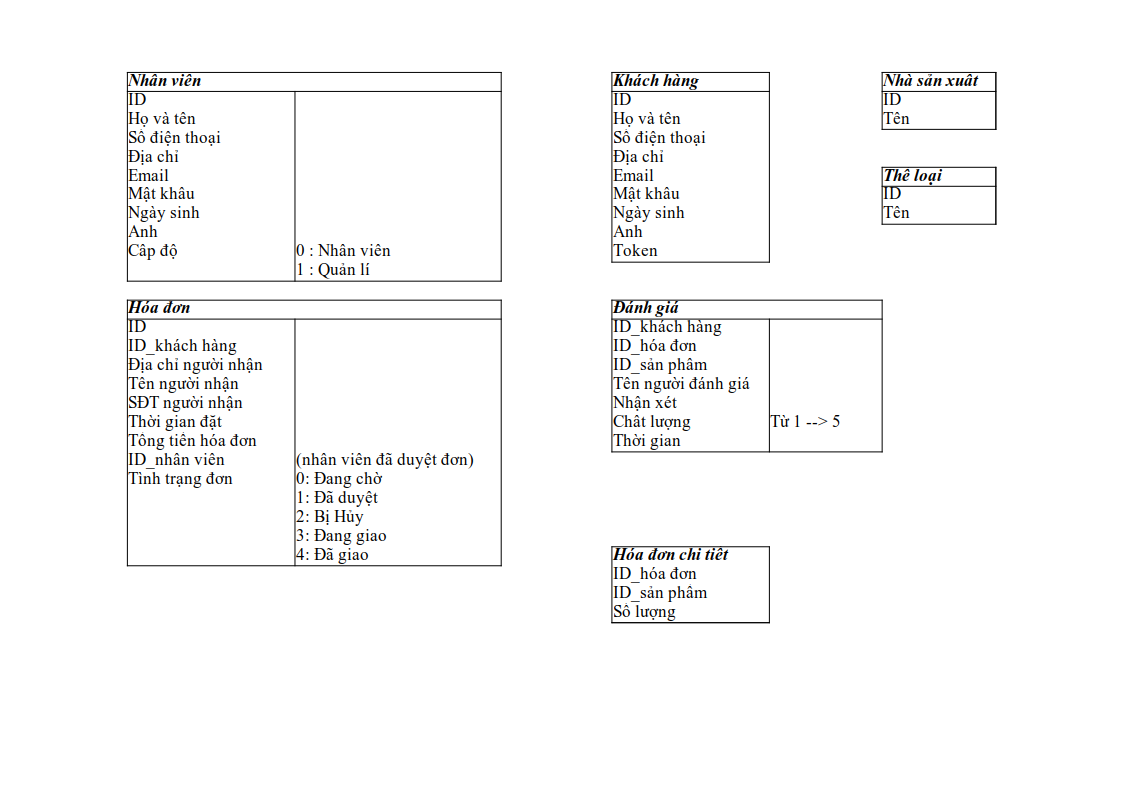 Nhân viên
ID
Họ và tên
Số điện thoại
Địa chỉ
Email
Mật khẩu
Ngày sinh
Ảnh
Cấp độ
0 : Nhân viên
1 : Quản lí
Khách hàng
ID
Họ và tên
Số điện thoại
Địa chỉ
Email
Mật khẩu
Ngày sinh
Ảnh
Token
Nhà sản xuất
ID
Tên
Thể loại
ID
Tên
Hóa đơn
ID
ID_khách hàng
Địa chỉ người nhận
Tên người nhận
SĐT người nhận
Thời gian đặt
Tổng tiền hóa đơn
ID_nhân viên
(nhân viên đã duyệt đơn)
Tình trạng đơn
0: Đang chờ
1: Đã duyệt
2: Bị Hủy
3: Đang giao
4: Đã giao
Đánh giá
ID_khách hàng
ID_hóa đơn
ID_sản phẩm
Tên người đánh giá
Nhận xét
Chất lượng
Từ 1 --> 5
Thời gian
Hóa đơn chi tiết
ID_hóa đơn
ID_sản phẩm
Số lượng